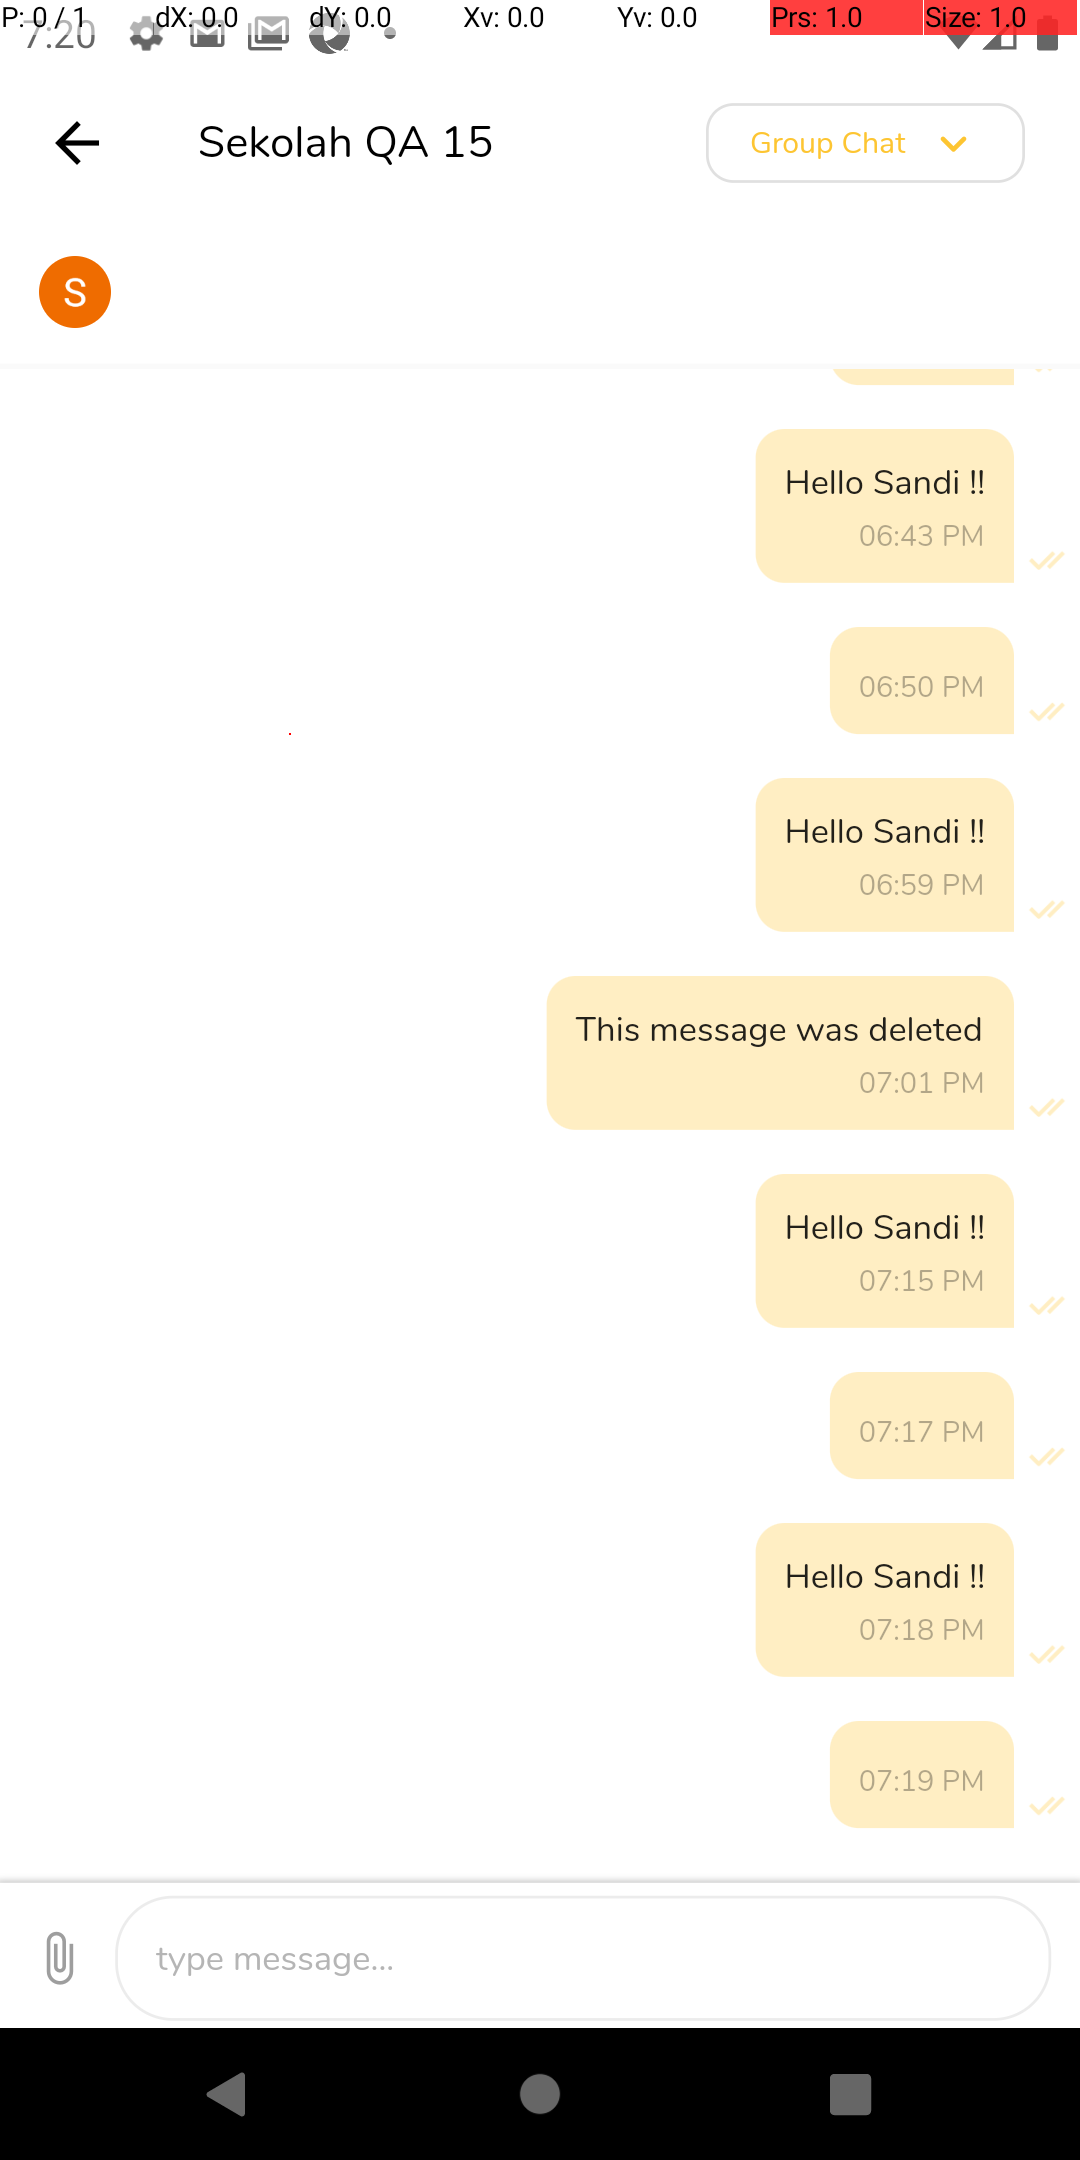 P: 0 / 1 dX: 0.0 dY: 0.0 Xv: 0.0 Yv: 0.0 Prs: 1.0 Size: 1.0
7:20
Sekolah QA 15
Group Chat
S
Hello Sandi !!
06:43 PM
06:50 PM
Hello Sandi !!
06:59 PM
This message was deleted
07:01 PM
Hello Sandi !!
07:15 PM
07:17 PM
Hello Sandi !!
07:18 PM
07:19 PM
type message...